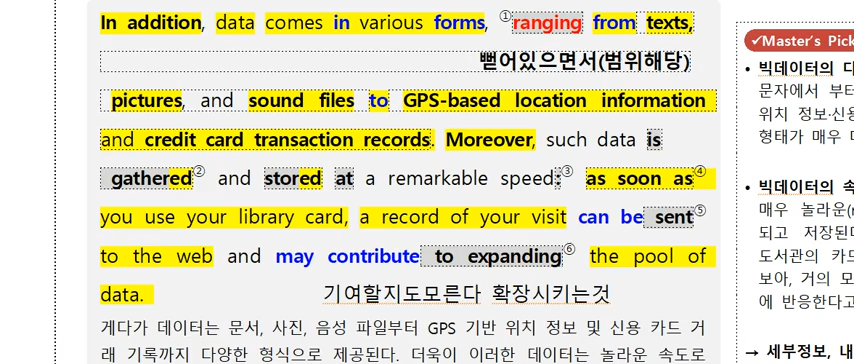 In addition, data comes in various forms, ①ranging from texts,
뻗어있으면서(범위해당)
pictures, and sound files to GPS-based location information
and credit card transaction records. Moreover, such data is
gathered② and stored at a remarkable speed:③ as soon as④
you use your library card, a record of your visit can be sent⑤
to the web and may contribute to expanding⑥ the pool of
data. 기여할지도모른다 확장시키는것
게다가 데이터는 문서, 사진, 음성 파일부터 GPS 기반 위치 정보 및 신용 카드 거
래 기록까지 다양한 형식으로 제공된다. 더욱이 이러한 데이터는 놀라운 속도로
✓Master's Pick
• 빅데이터의 다
문자에서 부터
위치 정보·신용
형태가 매우 다
• 빅데이터의 속
매우 놀라운(r
되고 저장된다
도서관의 카드
보아, 거의 모
에 반응한다고
→ 세부정보, 내